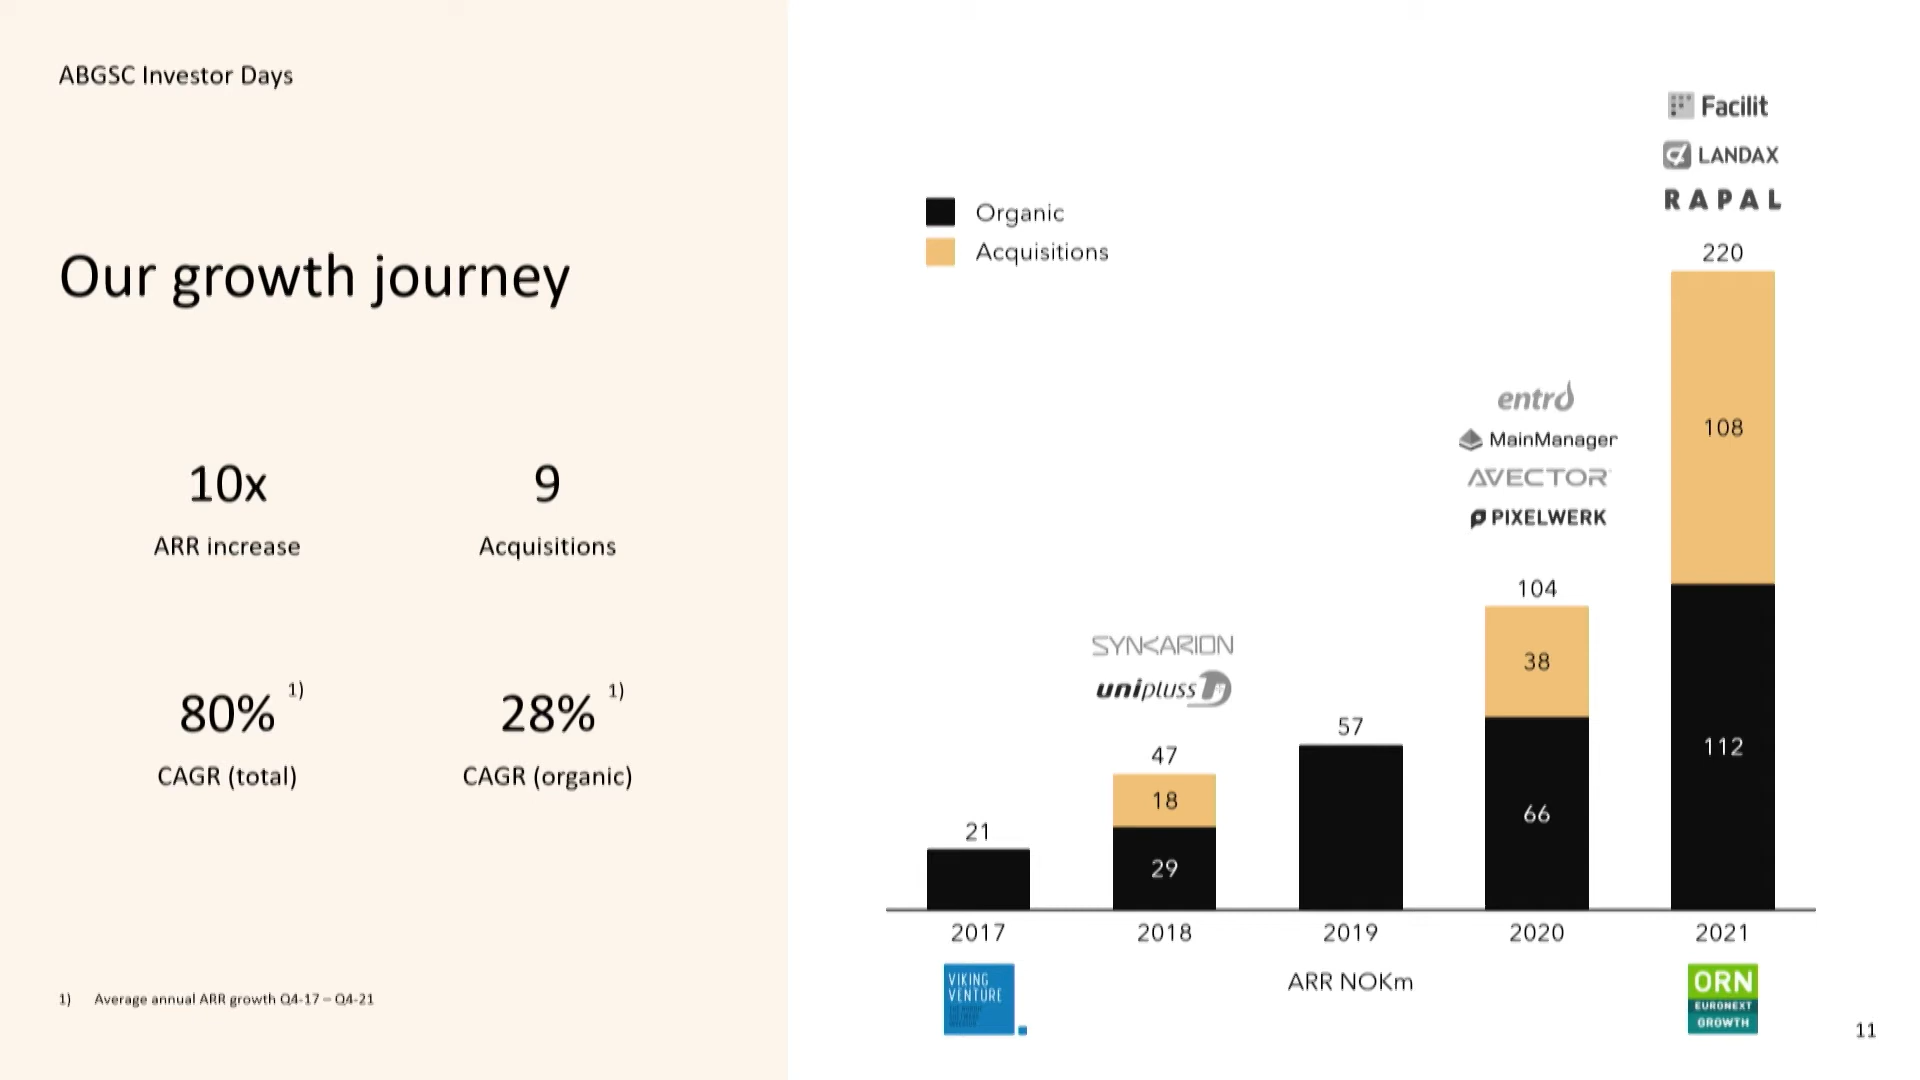 ABGSC Investor Days
Our growth journey
10x
ARR increase
9
Acquisitions
80% 1)
CAGR (total)
28% 1)
CAGR (organic)
1) Average annual ARR growth Q4-17 – Q4-21
Organic
Acquisitions
Facilit
LANDAX
RAPAL
220
108
112
entro
MainManager
AVECTOR
PIXELWERK
104
38
66
57
SYNKARION
unipluss
47
18
29
21
2017 2018 2019 2020 2021
ARR NOKm
VIKING
VENTURE
ORN
EURONEXT
GROWTH
11